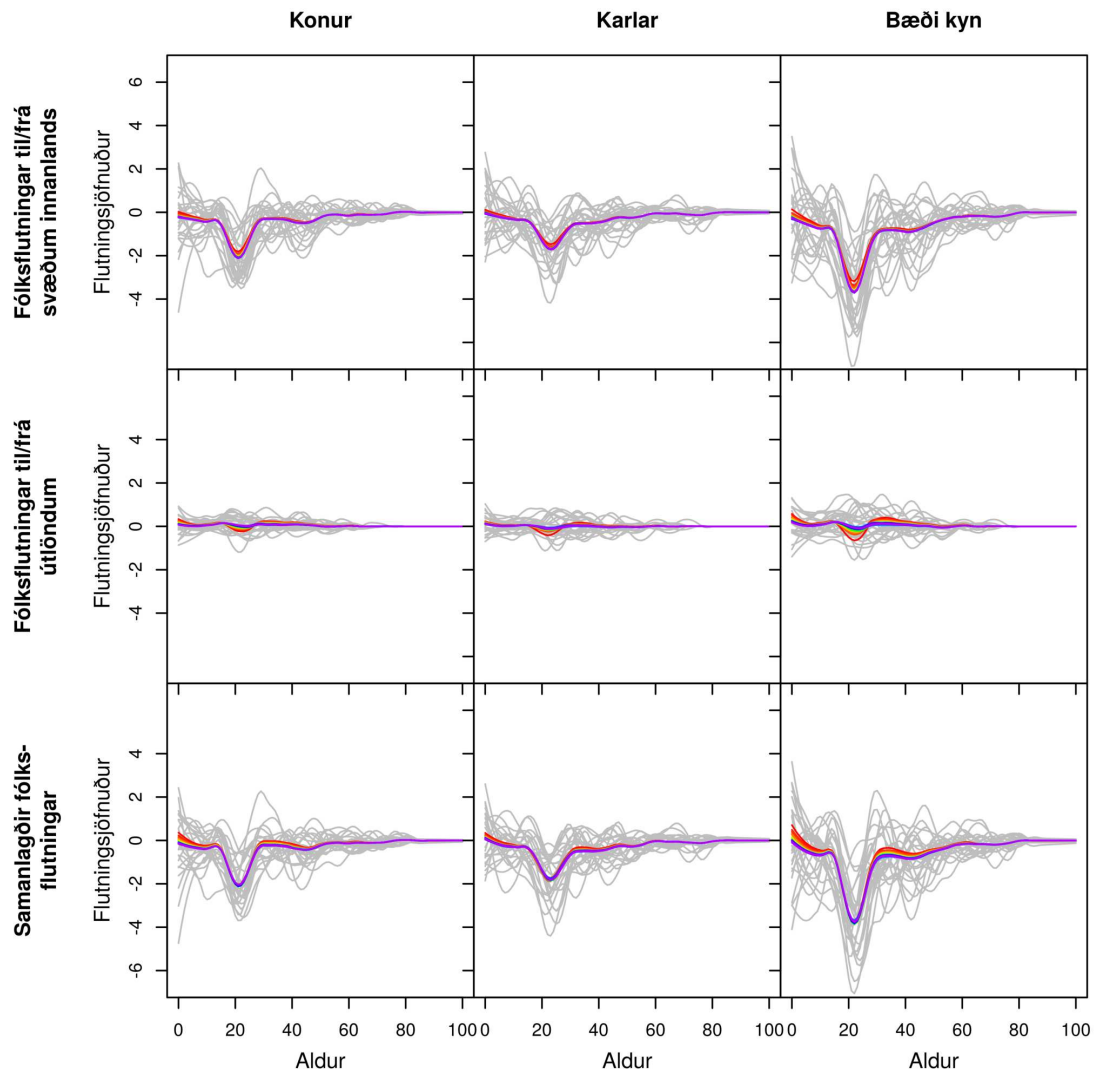 Konur
Karlar
Bæði kyn
Fólksflutningar til/frá
svæðum innanlands
Flutningsjöfnuður
6
4
2
0
-2
-4
Fólksflutningar til/frá
útlöndum
Flutningsjöfnuður
4
2
0
-2
-4
Samanlagðir fólks-
flutningar
Flutningsjöfnuður
4
2
0
-2
-4
-6
0 20 40 60 80 100
0 20 40 60 80 100
0 20 40 60 80 100
Aldur
Aldur
Aldur